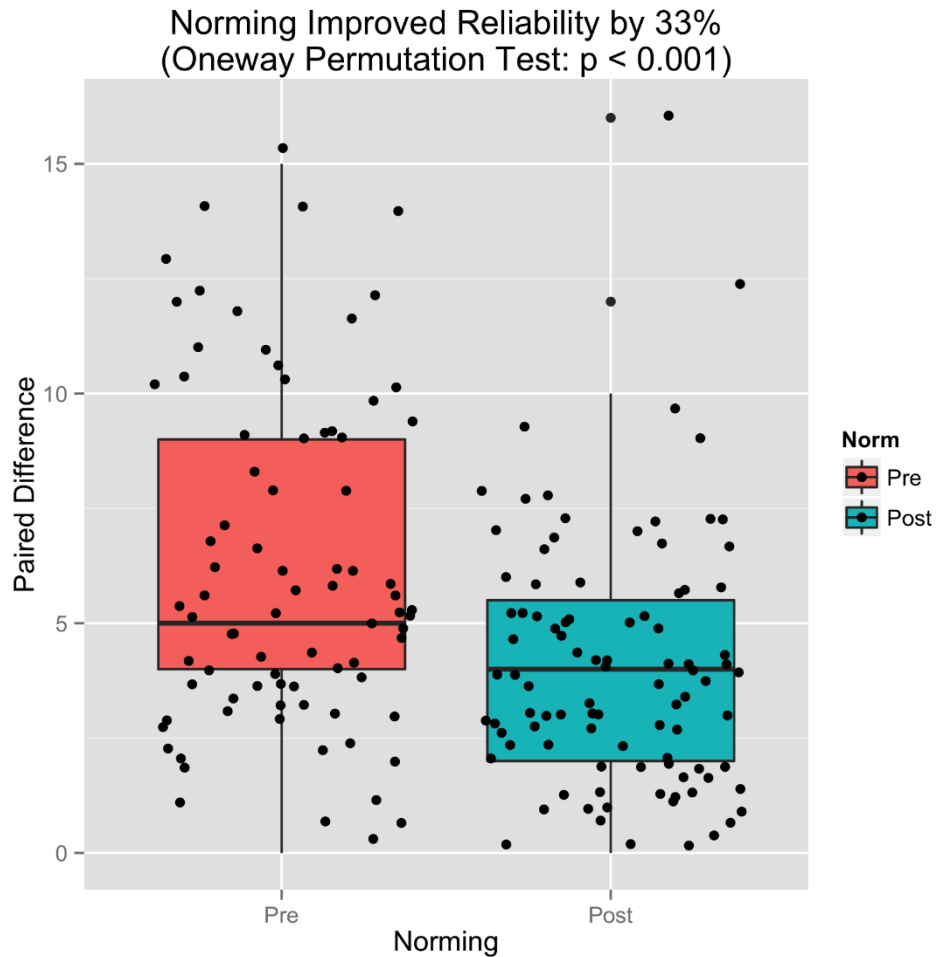 Norming Improved Reliability by 33%
(Oneway Permutation Test: p < 0.001)
Paired Difference
15
10
5
0
Pre
Post
Norming
Norm
Pre
Post